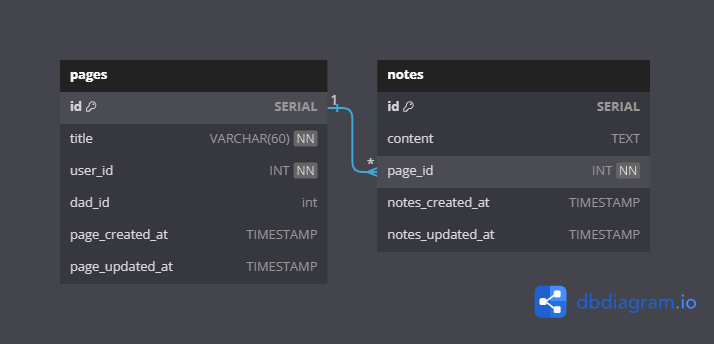 pages
id SERIAL
title VARCHAR(60) NN
user_id INT NN
dad_id int
page_created_at TIMESTAMP
page_updated_at TIMESTAMP
1
*
notes
id SERIAL
content TEXT
page_id INT NN
notes_created_at TIMESTAMP
notes_updated_at TIMESTAMP
dbdiagram.io